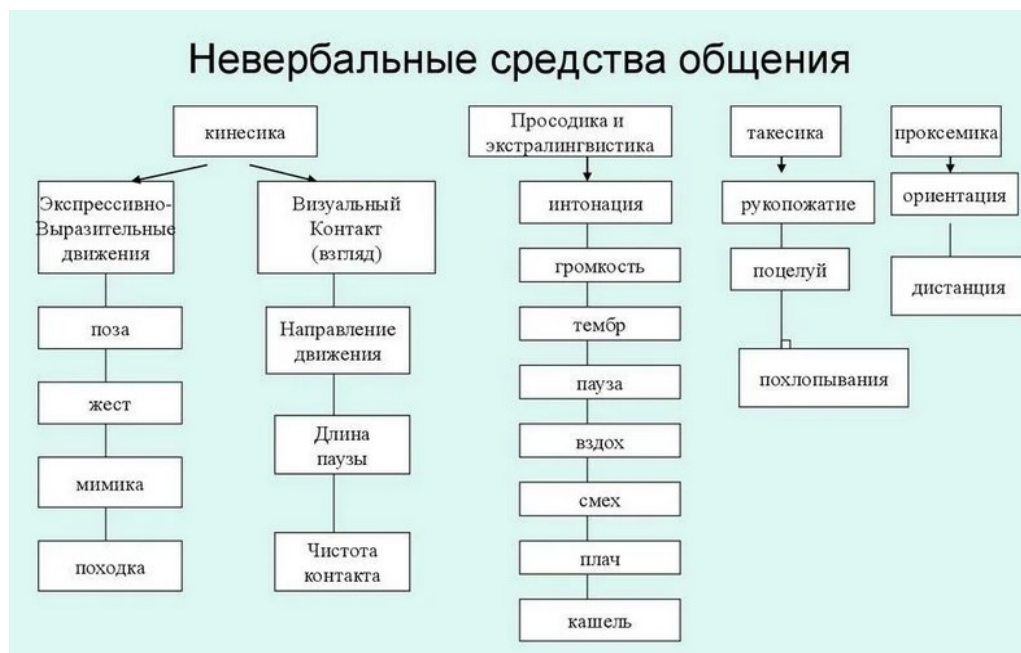 Невербальные средства общения
кинесика
Экспрессивно-
Выразительные
движения
поза
жест
мимика
походка
Визуальный
Контакт
(взгляд)
Направление
движения
Длина
паузы
Чистота
контакта
Просодика и
экстралингвистика
интонация
громкость
тембр
пауза
вздох
смех
плач
кашель
такесика
рукопожатие
поцелуй
похлопывания
проксемика
ориентация
дистанция